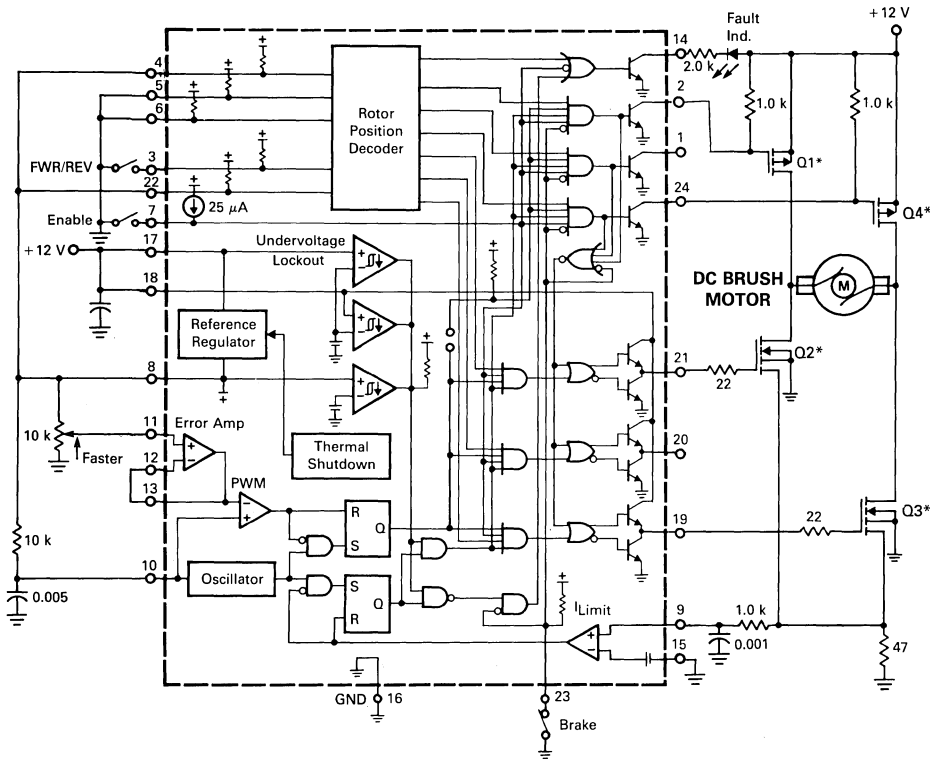 +12 V
Fault
Ind.
14
2.0 k
4
5
6
Rotor
Position
Decoder
2
1.0 k
1.0 k
1
Q1*
FWR/REV
3
22
25 μA
24
Q4*
Enable
7
+12 V
17
Undervoltage
Lockout
18
DC BRUSH
MOTOR
M
Reference
Regulator
21
22
Q2*
8
10 k
Faster
11
Error Amp
12
13
Thermal
Shutdown
20
PWM
R
Q
S
19
22
Q3*
10 k
10
Oscillator
0.005
S
Q
R
ILimit
9
1.0 k
0.001
15
47
GND
16
23
Brake